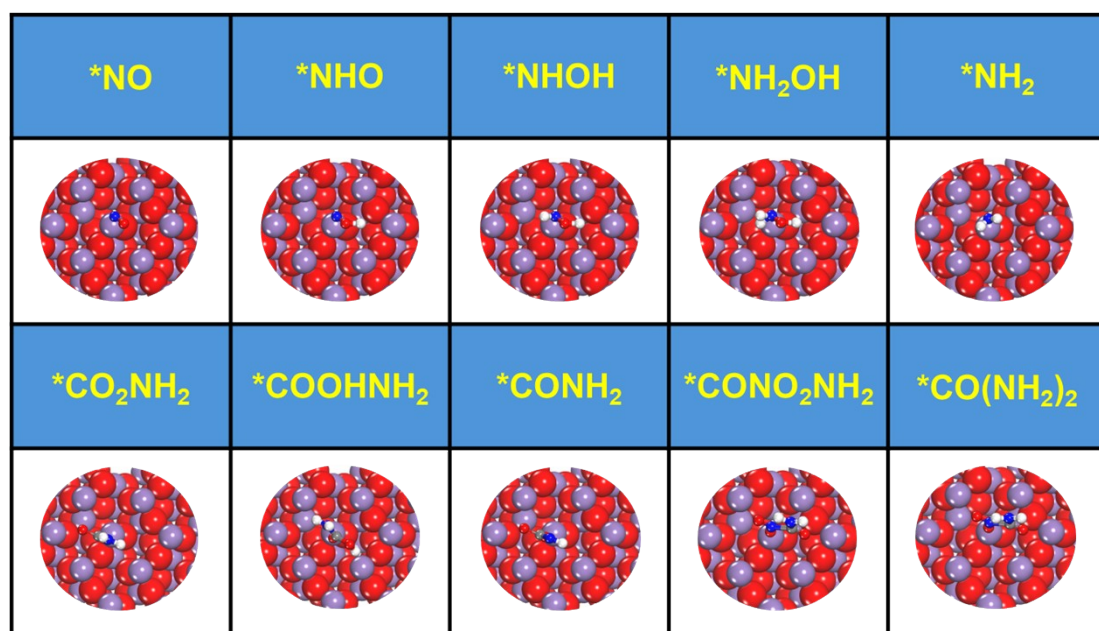 *NO
*NHO
*NHOH
*NH₂OH
*NH₂
*CO₂NH₂
*COOHNH₂
*CONH₂
*CONO₂NH₂
*CO(NH₂)₂